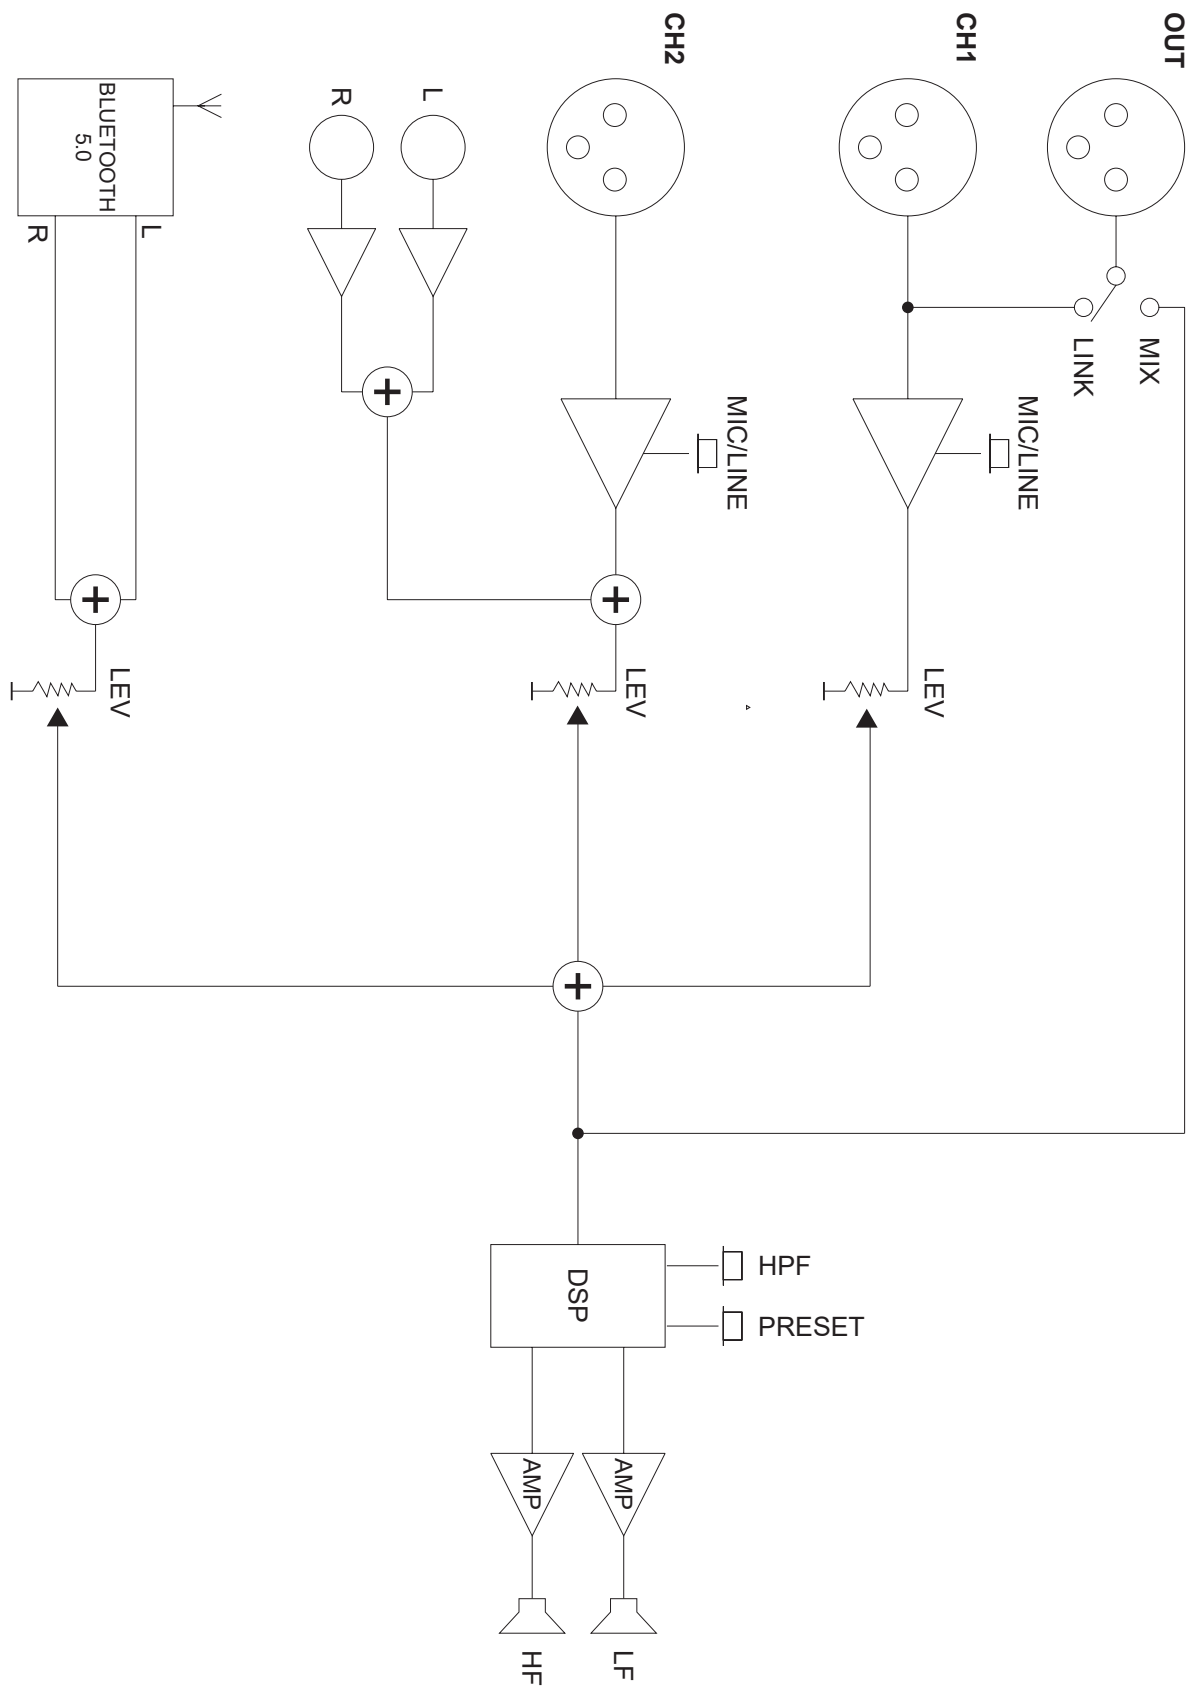 OUT
MIX
LINK
CH1
MIC/LINE
LEV
CH2
MIC/LINE
LEV
L
R
BLUETOOTH
5.0
L
R
LEV
+
+
+
+
DSP
HPF
PRESET
AMP
LF
AMP
HF